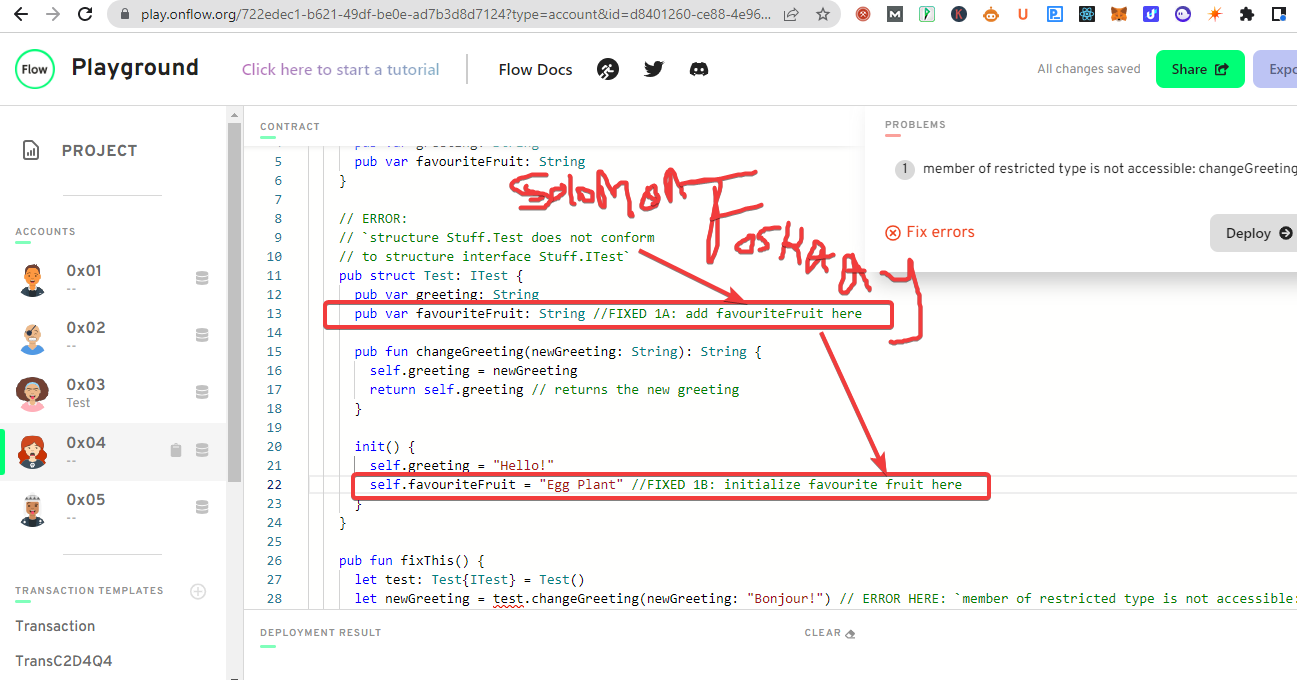 play.onflow.org/722edec1-b621-49df-be0e-ad7b3d8d7124?type=account&id=d8401260-ce88-4e96...
Flow
Playground
Click here to start a tutorial
Flow Docs
All changes saved
Share
Expo
PROJECT
ACCOUNTS
0x01
--
0x02
--
0x03
Test
0x04
--
0x05
--
TRANSACTION TEMPLATES
Transaction
TransC2D4Q4
CONTRACT
5 pub var favouriteFruit: String
6 }
7
8 // ERROR:
9 // `structure Stuff.Test does not conform
10 // to structure interface Stuff.ITest`
11 pub struct Test: ITest {
12 pub var greeting: String
13 pub var favouriteFruit: String //FIXED 1A: add favouriteFruit here
14
15 pub fun changeGreeting(newGreeting: String): String {
16 self.greeting = newGreeting
17 return self.greeting // returns the new greeting
18 }
19
20 init() {
21 self.greeting = "Hello!"
22 self.favouriteFruit = "Egg Plant" //FIXED 1B: initialize favourite fruit here
23 }
24 }
25
26 pub fun fixThis() {
27 let test: Test{ITest} = Test()
28 let newGreeting = test.changeGreeting(newGreeting: "Bonjour!") // ERROR HERE: `member of restricted type is not accessible:
SOLOMON
FOSKAAY
PROBLEMS
1 member of restricted type is not accessible: changeGreeting
Fix errors
Deploy
DEPLOYMENT RESULT
CLEAR